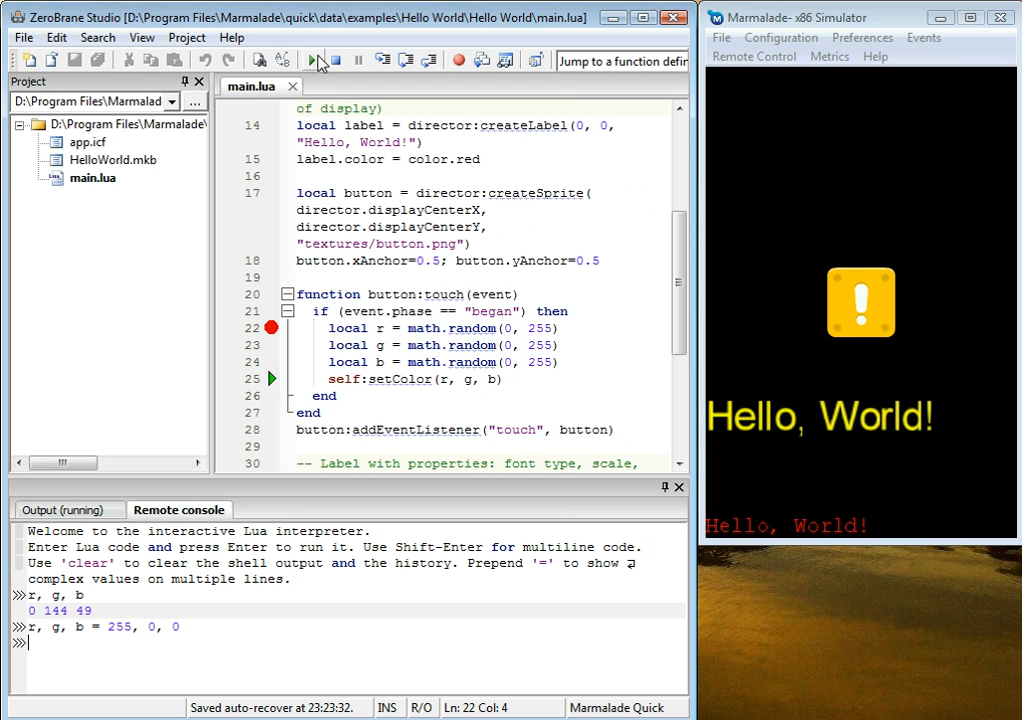 ZeroBrane Studio [D:\Program Files\Marmalade\quick\data\examples\Hello World\Hello World\main.lua]
File Edit Search View Project Help
Jump to a function defin
Project
D:\Program Files\Marmalad
...
D:\Program Files\Marmalade\
app.icf
HelloWorld.mkb
main.lua
main.lua
of display)
14 local label = director:createLabel(0, 0,
"Hello, World!")
15 label.color = color.red
16
17 local button = director:createSprite(
director.displayCenterX,
director.displayCenterY,
"textures/button.png")
18 button.xAnchor=0.5; button.yAnchor=0.5
19
20 function button:touch(event)
21 if (event.phase == "began") then
22 local r = math.random(0, 255)
23 local g = math.random(0, 255)
24 local b = math.random(0, 255)
25 self:setColor(r, g, b)
26 end
27 end
28 button:addEventListener("touch", button)
29
30 -- Label with properties: font type, scale,
Output (running) Remote console
Welcome to the interactive Lua interpreter.
Enter Lua code and press Enter to run it. Use Shift-Enter for multiline code.
Use 'clear' to clear the shell output and the history. Prepend '=' to show
complex values on multiple lines.
r, g, b
0 144 49
r, g, b = 255, 0, 0
Saved auto-recover at 23:23:32. INS R/O Ln: 22 Col: 4 Marmalade Quick
Marmalade- x86 Simulator
File Configuration Preferences Events
Remote Control Metrics Help
!
Hello, World!
Hello, World!